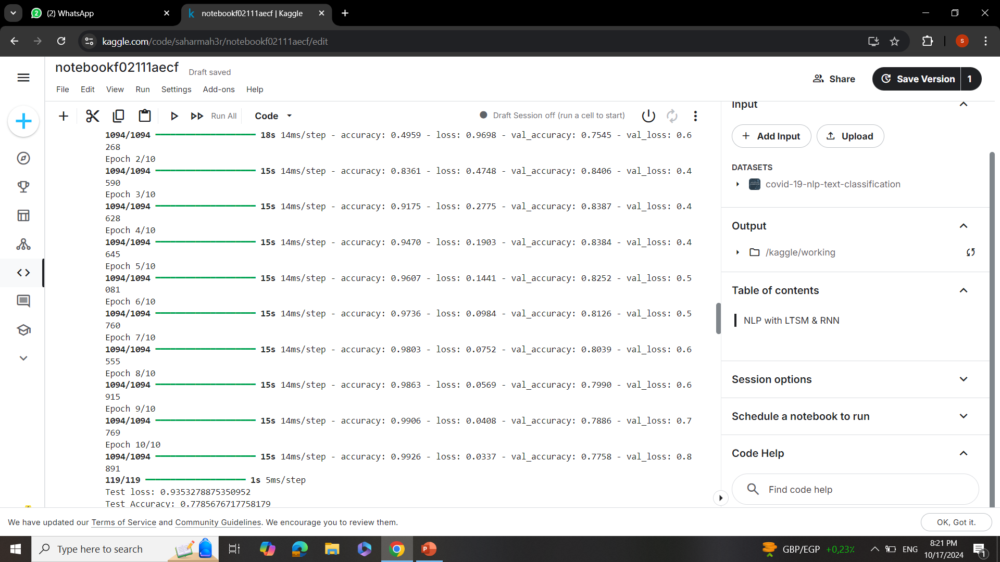 (2) WhatsApp
notebookf02111aecf | Kaggle
kaggle.com/code/saharmah3r/notebookf02111aecf/edit
S
notebookf02111aecf
Draft saved
File Edit View Run Settings Add-ons Help
Share
Save Version 1
Run All
Code
Draft Session off (run a cell to start)
1094/1094 18s 14ms/step - accuracy: 0.4959 - loss: 0.9698 - val_accuracy: 0.7545 - val_loss: 0.6
268
Epoch 2/10
1094/1094 15s 14ms/step - accuracy: 0.8361 - loss: 0.4748 - val_accuracy: 0.8406 - val_loss: 0.4
590
Epoch 3/10
1094/1094 15s 14ms/step - accuracy: 0.9175 - loss: 0.2775 - val_accuracy: 0.8387 - val_loss: 0.4
628
Epoch 4/10
1094/1094 15s 14ms/step - accuracy: 0.9470 - loss: 0.1903 - val_accuracy: 0.8384 - val_loss: 0.4
645
Epoch 5/10
1094/1094 15s 14ms/step - accuracy: 0.9607 - loss: 0.1441 - val_accuracy: 0.8252 - val_loss: 0.5
081
Epoch 6/10
1094/1094 15s 14ms/step - accuracy: 0.9736 - loss: 0.0984 - val_accuracy: 0.8126 - val_loss: 0.5
760
Epoch 7/10
1094/1094 15s 14ms/step - accuracy: 0.9803 - loss: 0.0752 - val_accuracy: 0.8039 - val_loss: 0.6
555
Epoch 8/10
1094/1094 15s 14ms/step - accuracy: 0.9863 - loss: 0.0569 - val_accuracy: 0.7990 - val_loss: 0.6
915
Epoch 9/10
1094/1094 15s 14ms/step - accuracy: 0.9906 - loss: 0.0408 - val_accuracy: 0.7886 - val_loss: 0.7
769
Epoch 10/10
1094/1094 15s 14ms/step - accuracy: 0.9926 - loss: 0.0337 - val_accuracy: 0.7758 - val_loss: 0.8
891
119/119 1s 5ms/step
Test loss: 0.9353278875350952
Test Accuracy: 0.7785676717758179
Input
Add Input
Upload
DATASETS
covid-19-nlp-text-classification
Output
/kaggle/working
Table of contents
NLP with LTSM & RNN
Session options
Schedule a notebook to run
Code Help
Find code help
We have updated our Terms of Service and Community Guidelines. We encourage you to review them.
OK, Got it.
Type here to search
GBP/EGP +0,23%
ENG
8:21 PM
10/17/2024
1